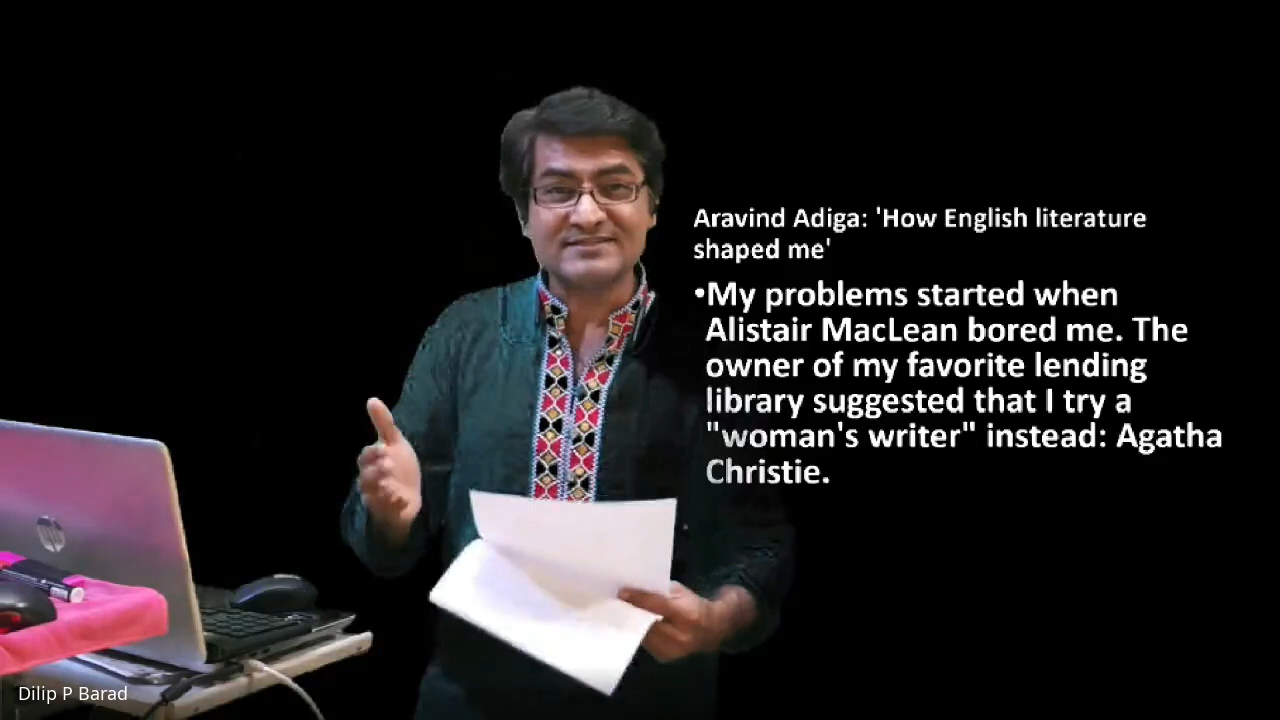 Aravind Adiga: 'How English literature
shaped me'
•My problems started when
Alistair MacLean bored me. The
owner of my favorite lending
library suggested that I try a
"woman's writer" instead: Agatha
Christie.
hp
Dilip P Barad